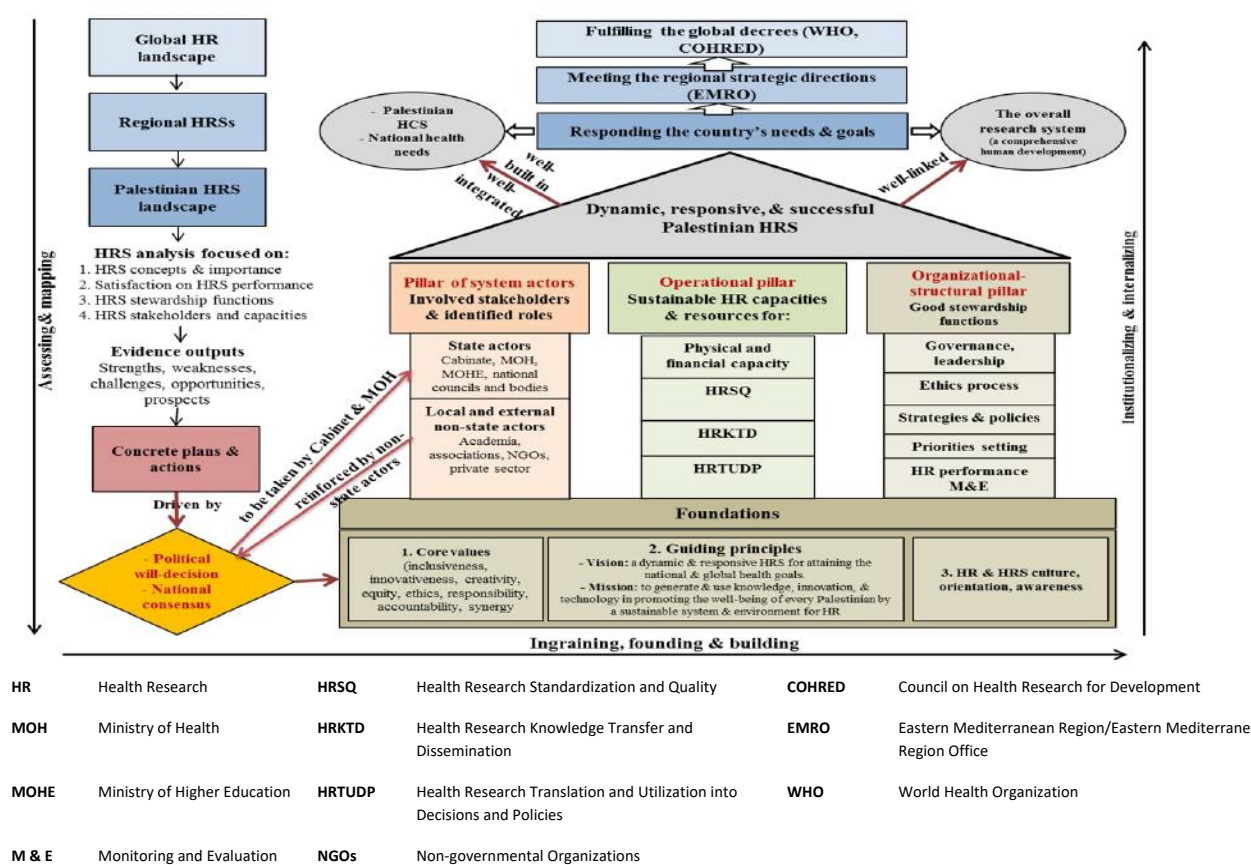 Global HR
landscape
Regional HRSs
Palestinian HRS
landscape
HRS analysis focused on:
1. HRS concepts & importance
2. Satisfaction on HRS performance
3. HRS stewardship functions
4. HRS stakeholders and capacities
Evidence outputs
Strengths, weaknesses,
challenges, opportunities,
prospects
Concrete plans &
actions
Driven by
- Political
will-decision
- National
consensus
Assessing & mapping
to be taken by Cabinet & MOH
reinforced by non-
state actors
Fulfilling the global decrees (WHO,
COHRED)
Meeting the regional strategic directions
(EMRO)
Responding the country's needs & goals
- Palestinian
HCS
- National health
needs
The overall
research system
(a comprehensive
human development)
well-
built in
well-
integrated
well-linked
Dynamic, responsive, & successful
Palestinian HRS
Pillar of system actors
Involved stakeholders
& identified roles
State actors
Cabinate, MOH,
MOHE, national
councils and bodies
Local and external
non-state actors
Academia,
associations, NGOs,
private sector
Operational pillar
Sustainable HR capacities
& resources for:
Physical and
financial capacity
HRSQ
HRKTD
HRTUDP
Organizational-
structural pillar
Good stewardship
functions
Governance,
leadership
Ethics process
Strategies & policies
Priorities setting
HR performance
M&E
Institutionalizing & internalizing
Foundations
1. Core values
(inclusiveness,
innovativeness, creativity,
equity, ethics, responsibility,
accountability, synergy
2. Guiding principles
- Vision: a dynamic & responsive HRS for attaining the
national & global health goals.
- Mission: to generate & use knowledge, innovation, &
technology in promoting the well-being of every Palestinian by
a sustainable system & environment for HR
3. HR & HRS culture,
orientation, awareness
Ingraining, founding & building
HR Health Research HRSQ Health Research Standardization and Quality COHRED Council on Health Research for Development
MOH Ministry of Health HRKTD Health Research Knowledge Transfer and
Dissemination EMRO Eastern Mediterranean Region/Eastern Mediterrane
Region Office
MOHE Ministry of Higher Education HRTUDP Health Research Translation and Utilization into
Decisions and Policies WHO World Health Organization
M & E Monitoring and Evaluation NGOs Non-governmental Organizations